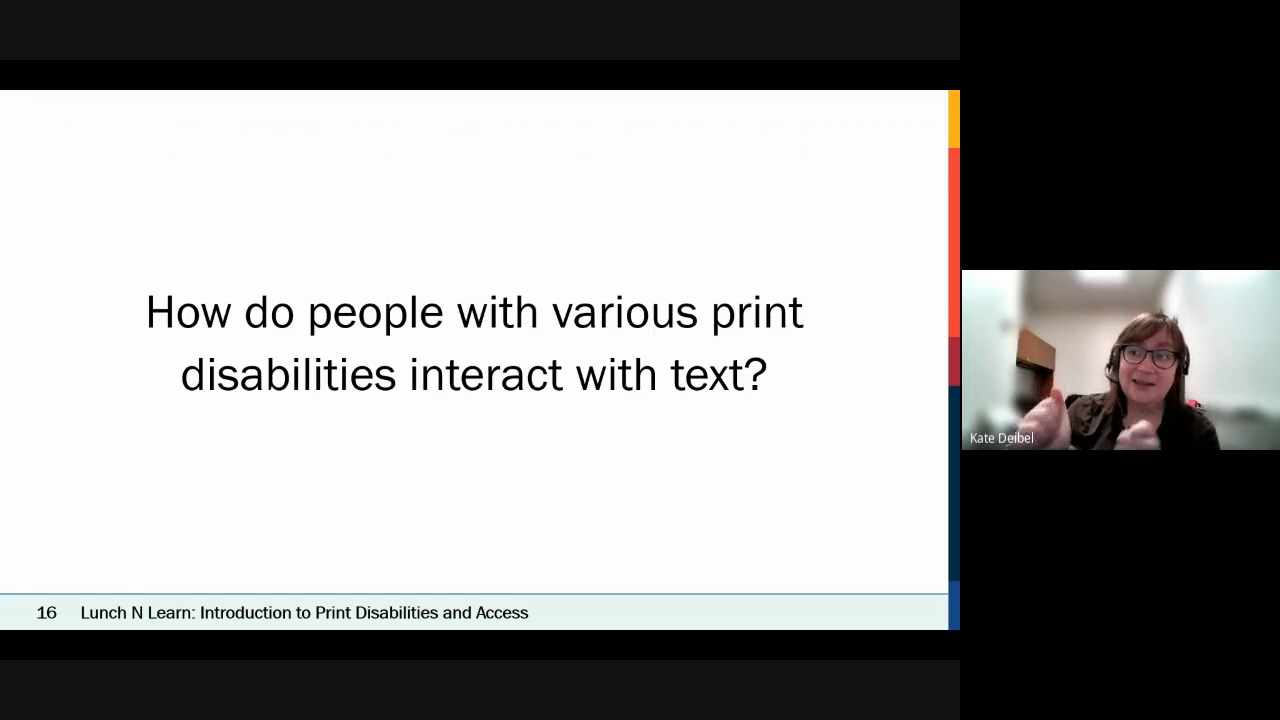 How do people with various print
disabilities interact with text?
Kate Deibel
16 Lunch N Learn: Introduction to Print Disabilities and Access